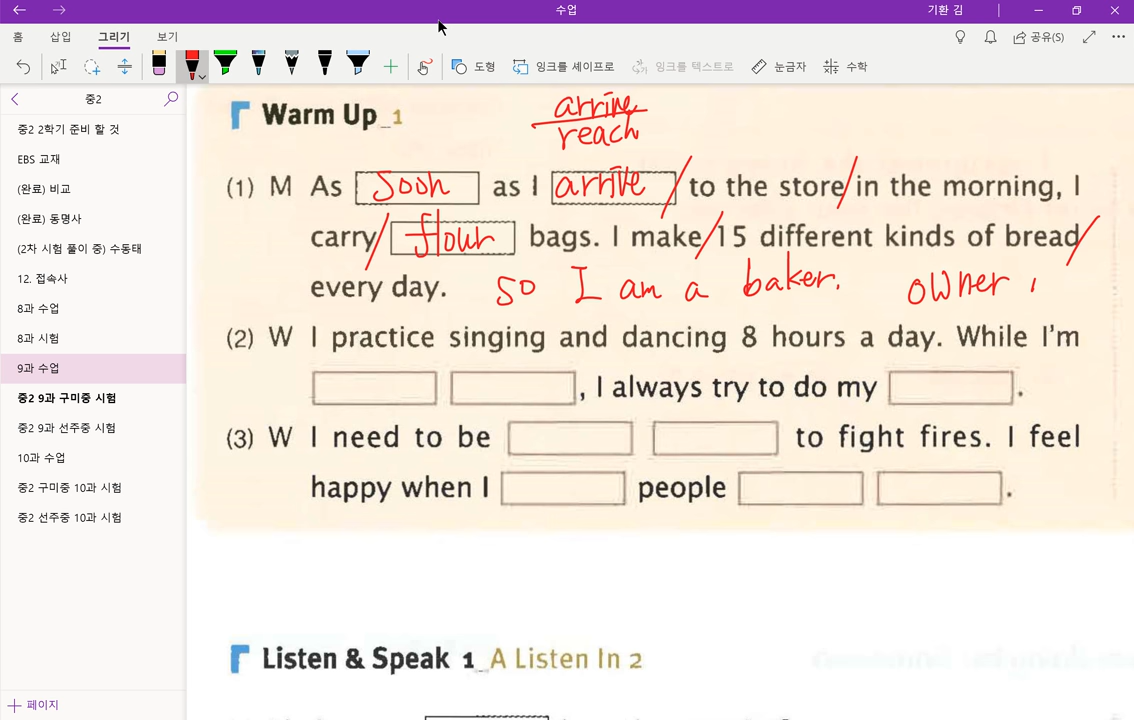 수업
기환 김
홈 삽입 그리기 보기
공유(S)
도형 잉크를 셰이프로 잉크를 텍스트로 눈금자 수학
중2
중2 2학기 준비 할 것
EBS 교재
(완료) 비교
(완료) 동명사
(2차 시험 풀이 중) 수동태
12. 접속사
8과 수업
8과 시험
9과 수업
중2 9과 구미중 시험
중2 9과 선주중 시험
10과 수업
중2 구미중 10과 시험
중2 선주중 10과 시험
페이지
arrive
Warm Up_1
reach
(1) M As soon as I arrive / to the store / in the morning, I
carry / flour bags. I make / 15 different kinds of bread /
every day. so I am a baker. owner,
(2) W I practice singing and dancing 8 hours a day. While I'm
, I always try to do my .
(3) W I need to be to fight fires. I feel
happy when I people .
Listen & Speak 1_A Listen In 2